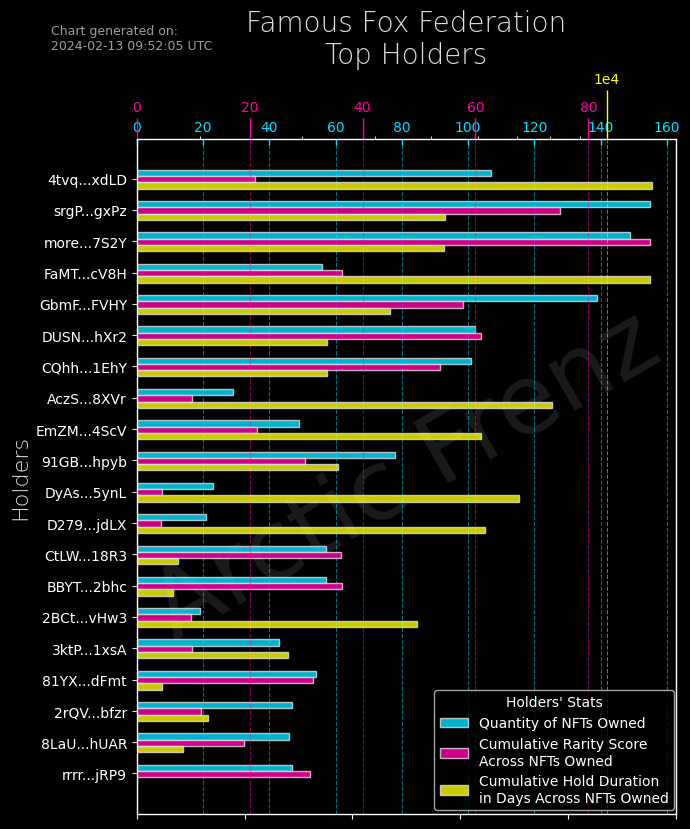 Chart generated on:
2024-02-13 09:52:05 UTC
Famous Fox Federation
Top Holders
1e4
0 20 40 60 80
0 20 40 60 80 100 120 140 160
4tvq...xdLD
srgP...gxPz
more...7S2Y
FaMT...cV8H
GbmF...FVHY
DUSN...hXr2
CQhh...1EhY
AczS...8XVr
EmZM...4ScV
91GB...hpyb
DyAs...5ynL
D279...jdLX
CtLW...18R3
BBYT...2bhc
2BCt...vHw3
3ktP...1xsA
81YX...dFmt
2rQV...bfzr
8LaU...hUAR
rrrr...jRP9
Holders
Arctic Frenz
Holders' Stats
Quantity of NFTs Owned
Cumulative Rarity Score
Across NFTs Owned
Cumulative Hold Duration
in Days Across NFTs Owned